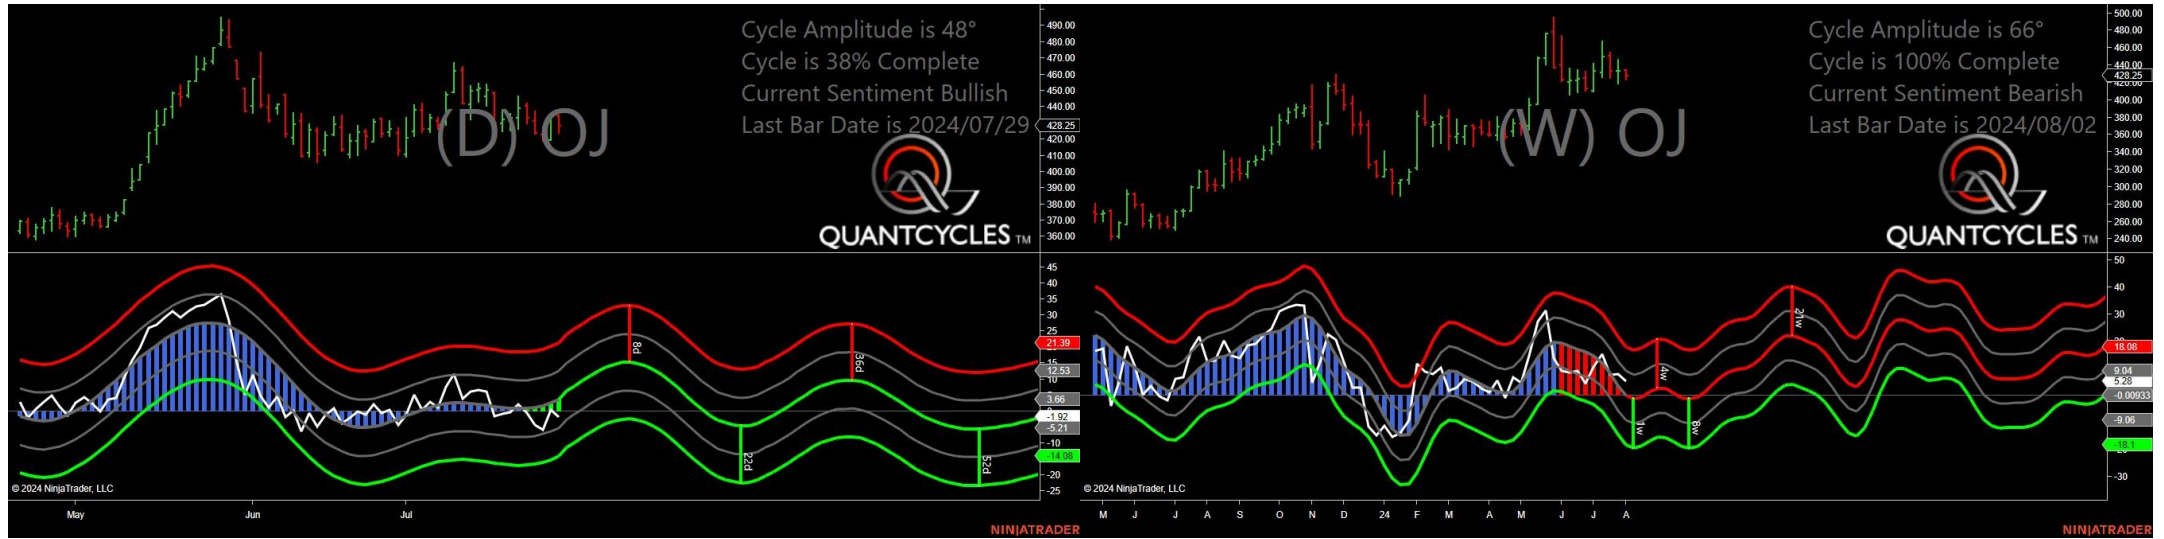 Cycle Amplitude is 48°
Cycle is 38% Complete
Current Sentiment Bullish
Last Bar Date is 2024/07/29
(D) OJ
QUANTCYCLES TM
490.00
480.00
470.00
460.00
450.00
440.00
428.25
420.00
410.00
400.00
390.00
380.00
370.00
360.00
45
40
35
30
25
21.39
15
12.53
10
3.66
-1.92
-5.21
-10
-14.08
-20
-25
8d
22d
36d
52d
© 2024 NinjaTrader, LLC
May Jun Jul
NINJATRADER
Cycle Amplitude is 66°
Cycle is 100% Complete
Current Sentiment Bearish
Last Bar Date is 2024/08/02
(W) OJ
QUANTCYCLES TM
500.00
480.00
460.00
440.00
428.25
400.00
380.00
360.00
340.00
320.00
300.00
280.00
260.00
240.00
50
40
30
18.08
9.04
5.28
-0.00933
-9.06
-18.1
-30
1w
4w
8w
21w
© 2024 NinjaTrader, LLC
M J J A S O N D 24 F M A M J J A
NINJATRADER